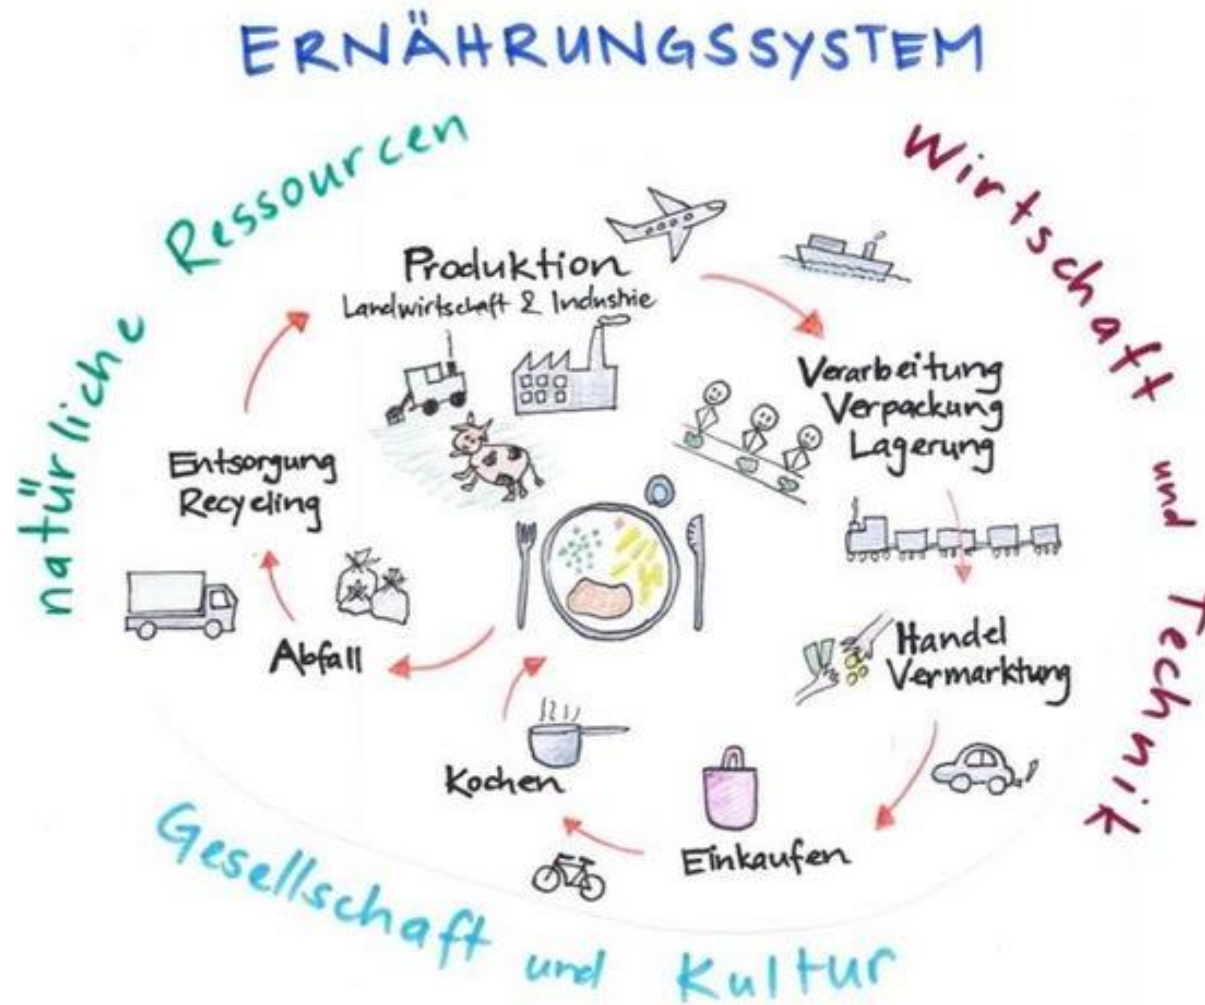 ERNÄHRUNGSSYSTEM
natürliche Ressourcen
Wirtschaft und Technik
Produktion
Landwirtschaft & Industrie
Verarbeitung
Verpackung
Lagerung
Handel
Vermarktung
Einkaufen
Kochen
Abfall
Entsorgung
Recycling
Gesellschaft und Kultur